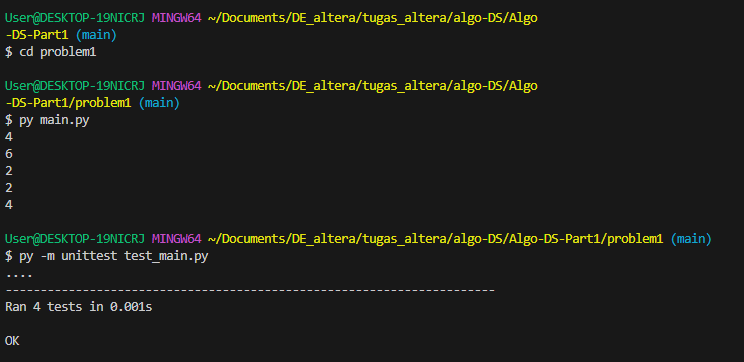 User@DESKTOP-19NICRJ MINGW64 ~/Documents/DE_altera/tugas_altera/algo-DS/Algo
-DS-Part1 (main)
$ cd problem1
User@DESKTOP-19NICRJ MINGW64 ~/Documents/DE_altera/tugas_altera/algo-DS/Algo
-DS-Part1/problem1 (main)
$ py main.py
4
6
2
2
4
User@DESKTOP-19NICRJ MINGW64 ~/Documents/DE_altera/tugas_altera/algo-DS/Algo-DS-Part1/problem1 (main)
$ py -m unittest test_main.py
....
----------------------------------------------------------------------
Ran 4 tests in 0.001s
OK